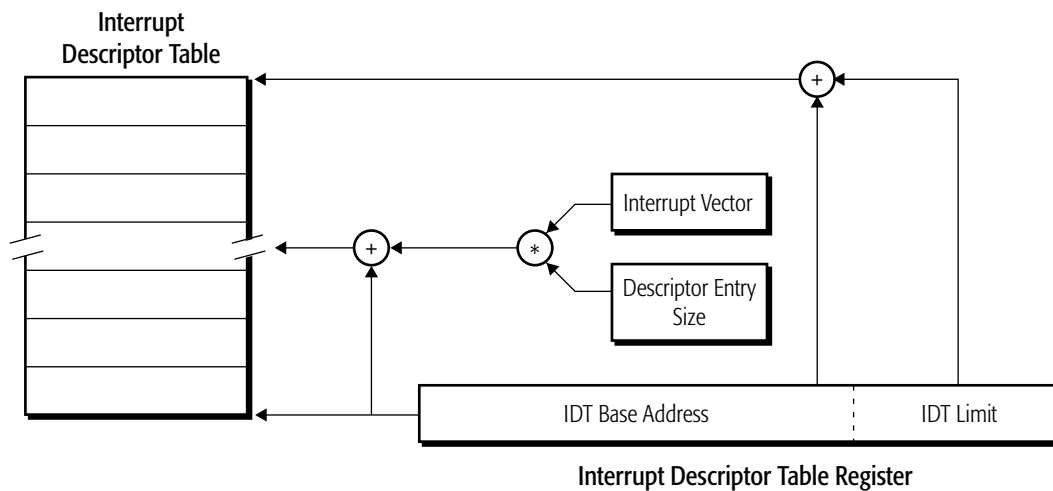 Interrupt
Descriptor Table
+
Interrupt Vector
+
*
Descriptor Entry
Size
IDT Base Address
IDT Limit
Interrupt Descriptor Table Register